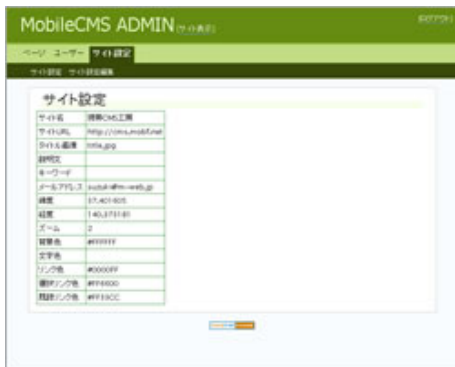 MobileCMS ADMIN [サイト表示]
[ログアウト]
ページ ユーザー サイト設定
サイト設定 サイト設定編集
サイト設定
サイト名 携帯CMS工房
サイトURL http://cms.mobf.net
タイトル画像 title.jpg
説明文
キーワード
メールアドレス
緯度 37.401605
経度 140.373181
ズーム 2
背景色 #FFFFFF
文字色
リンク色 #0000FF
選択リンク色 #FF6600
既読リンク色 #FF33CC